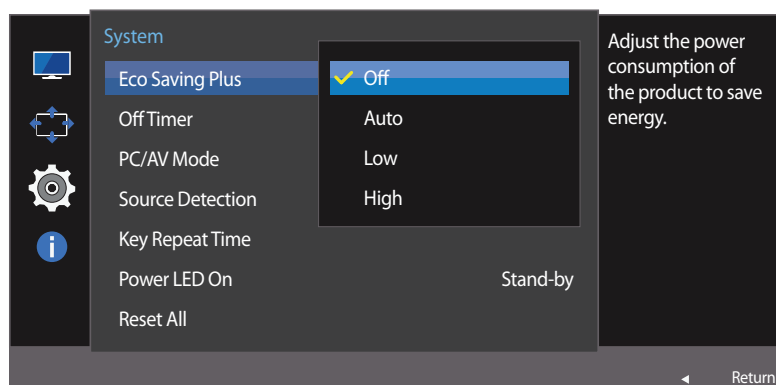 System
Eco Saving Plus
Off
Off Timer
Auto
PC/AV Mode
Low
Source Detection
High
Key Repeat Time
Power LED On
Stand-by
Reset All
Adjust the power
consumption of
the product to save
energy.
Return